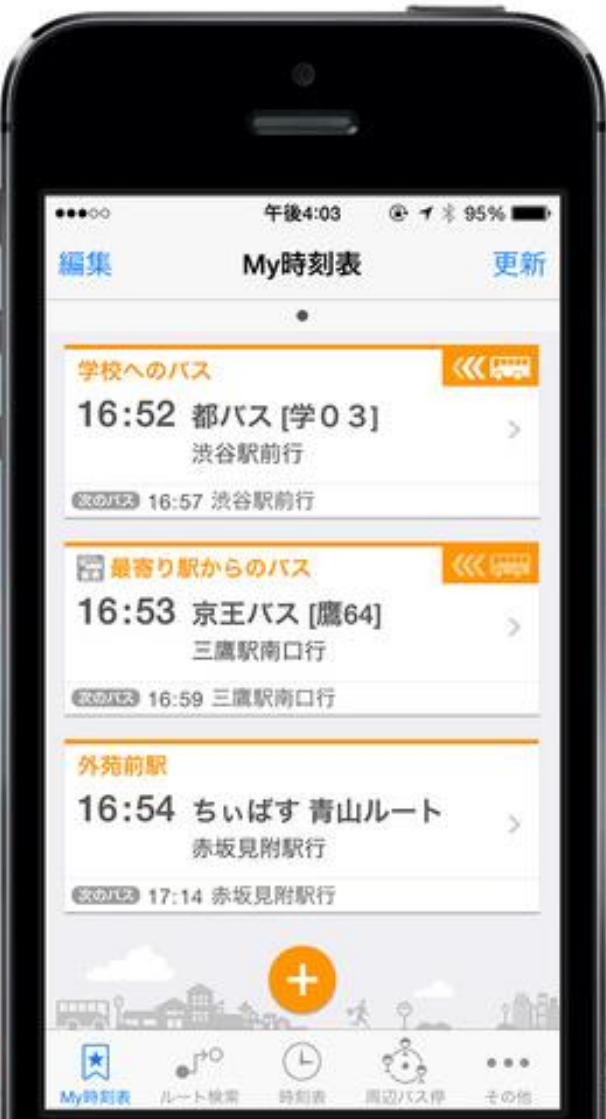 午後4:03 95%
編集 My時刻表 更新
学校へのバス
16:52 都バス [学０３]
渋谷駅前行
次のバス 16:57 渋谷駅前行
最寄り駅からのバス
16:53 京王バス [鷹64]
三鷹駅南口行
次のバス 16:59 三鷹駅南口行
外苑前駅
16:54 ちぃばす 青山ルート
赤坂見附駅行
次のバス 17:14 赤坂見附駅行
My時刻表 ルート検索 時刻表 周辺バス停 その他